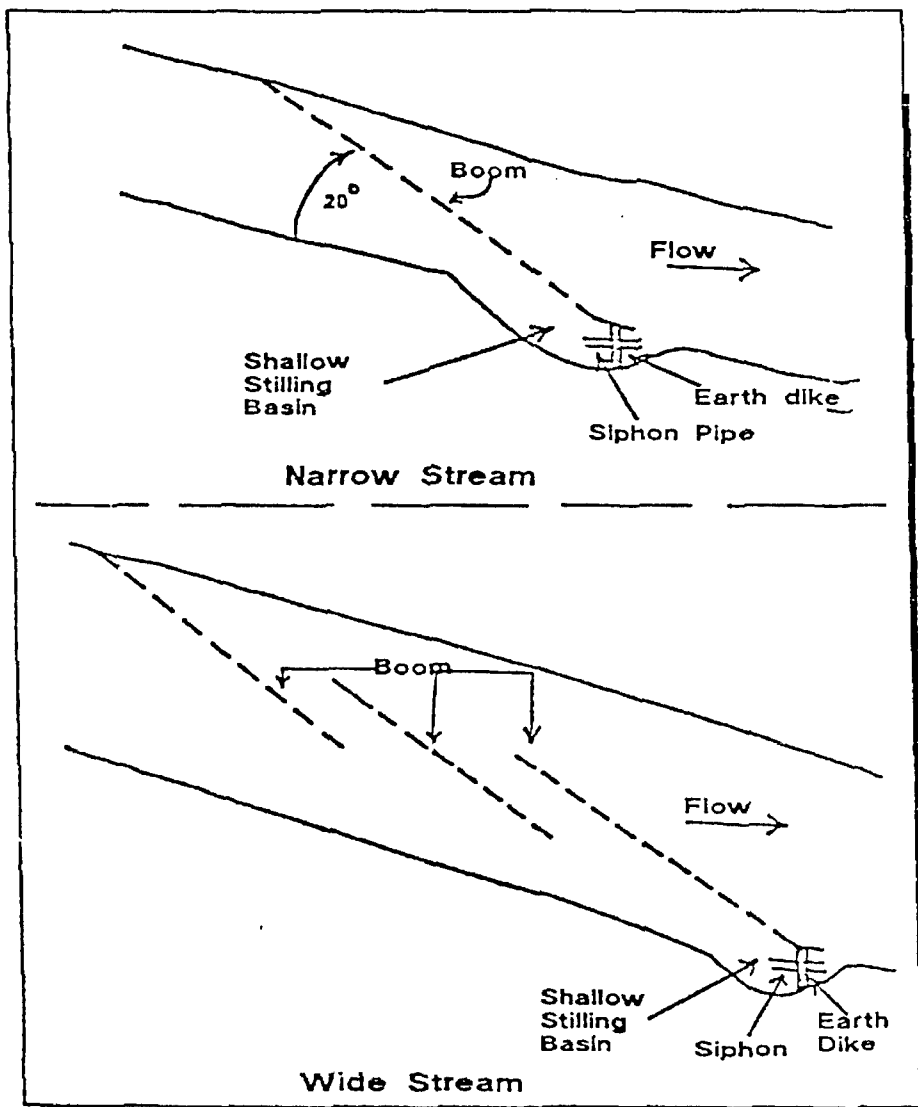 Boom
20°
Flow
Shallow
Stilling
Basin
Earth dike
Siphon Pipe
Narrow Stream
Boom
Flow
Shallow
Stilling
Basin
Siphon
Earth
Dike
Wide Stream